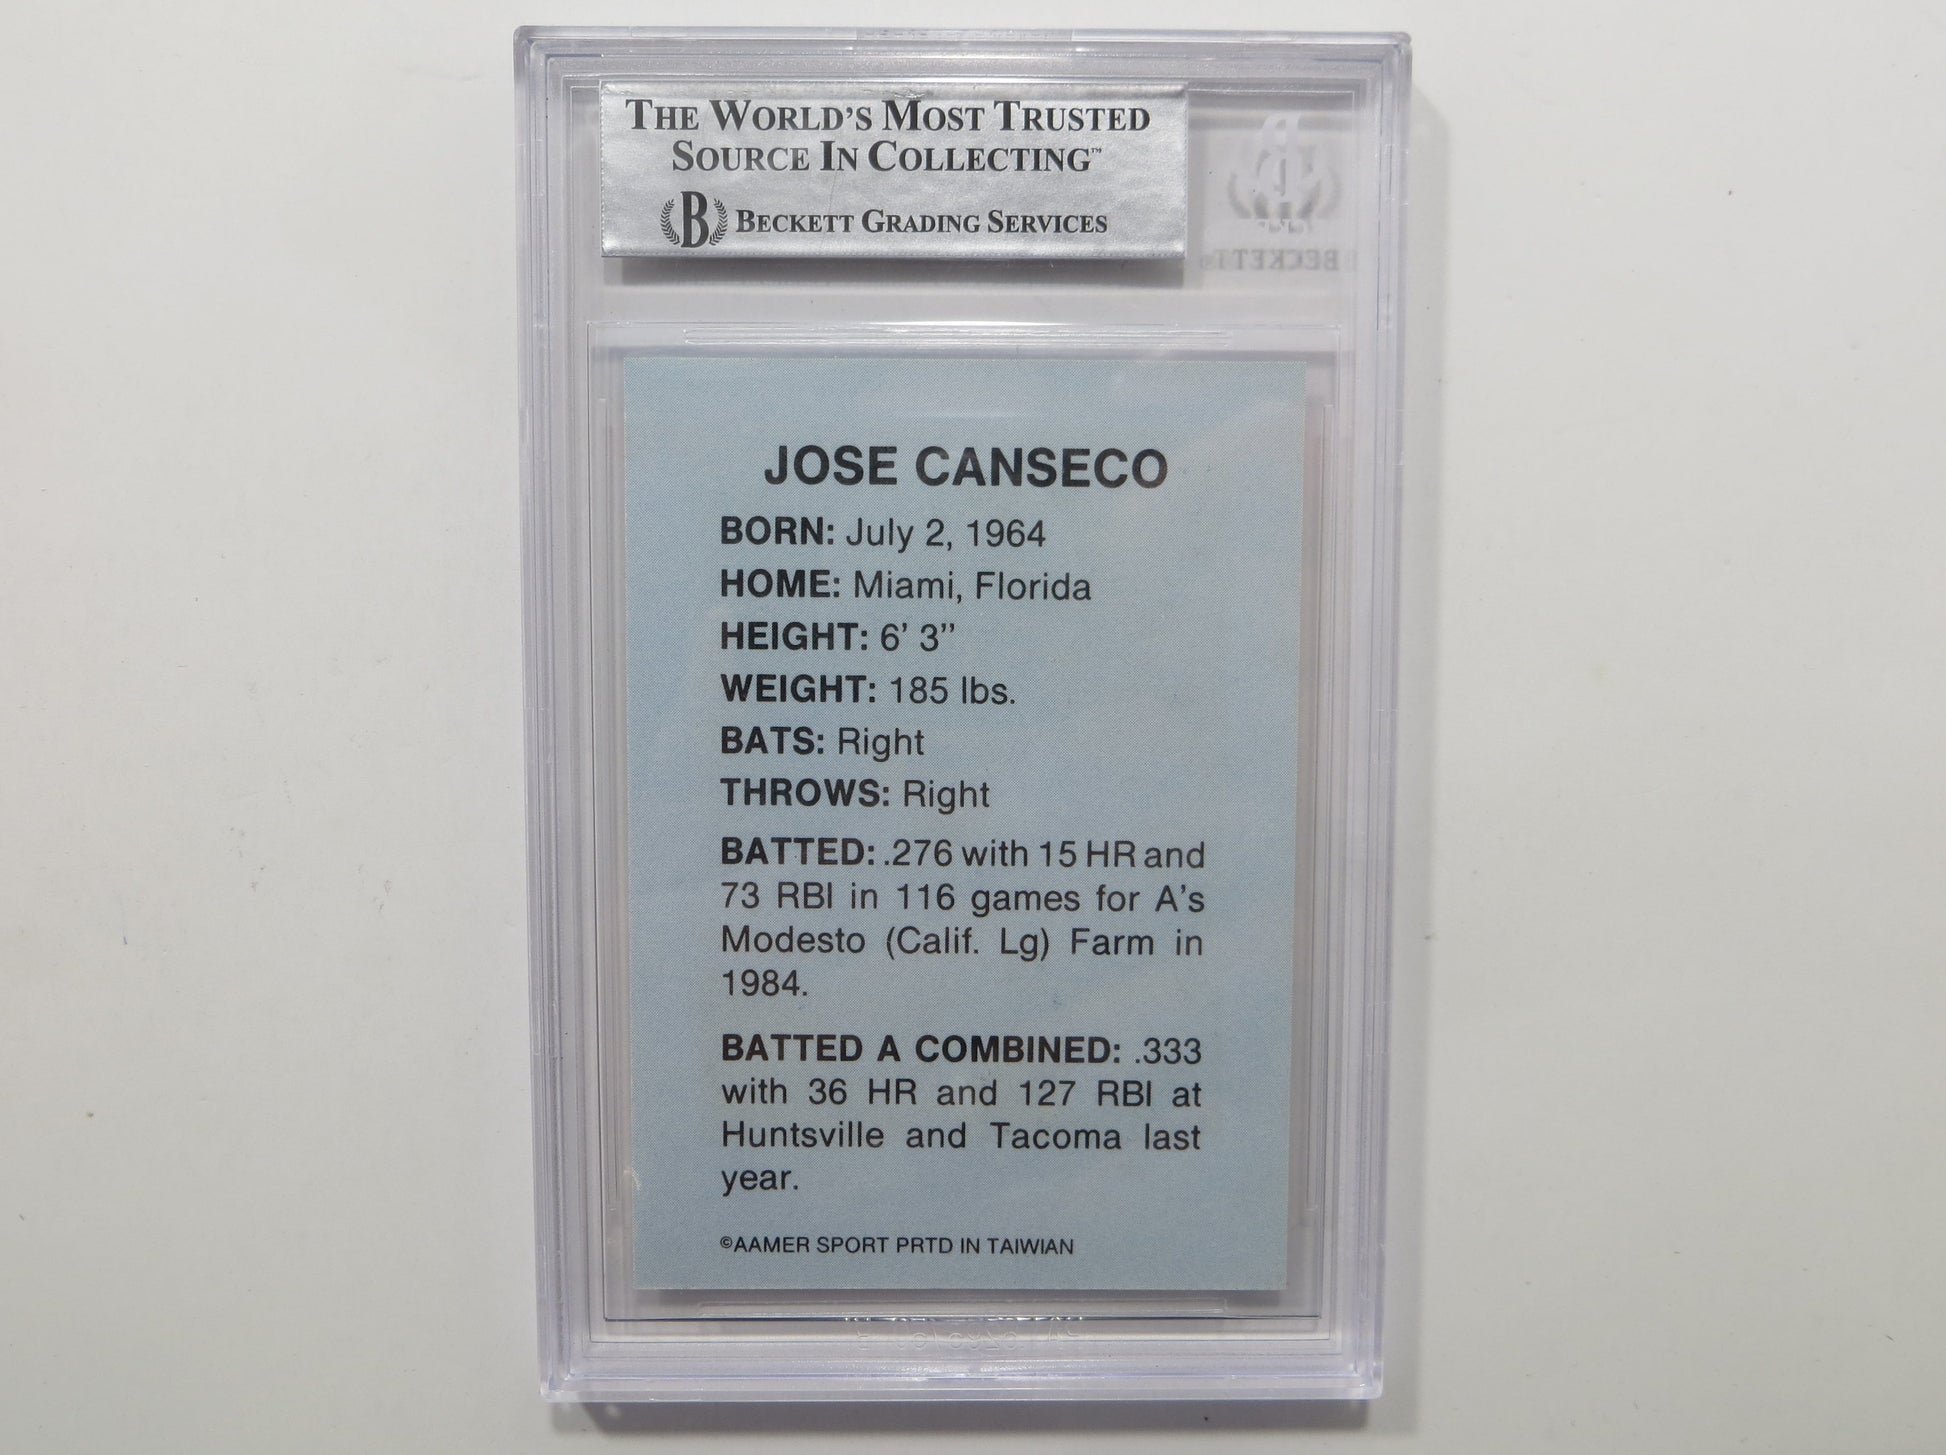 THE WORLD'S MOST TRUSTED
SOURCE IN COLLECTING™
B BECKETT GRADING SERVICES
BECKETT
JOSE CANSECO
BORN: July 2, 1964
HOME: Miami, Florida
HEIGHT: 6' 3"
WEIGHT: 185 lbs.
BATS: Right
THROWS: Right
BATTED: .276 with 15 HR and
73 RBI in 116 games for A's
Modesto (Calif. Lg) Farm in
1984.
BATTED A COMBINED: .333
with 36 HR and 127 RBI at
Huntsville and Tacoma last
year.
©AAMER SPORT PRTD IN TAIWIAN